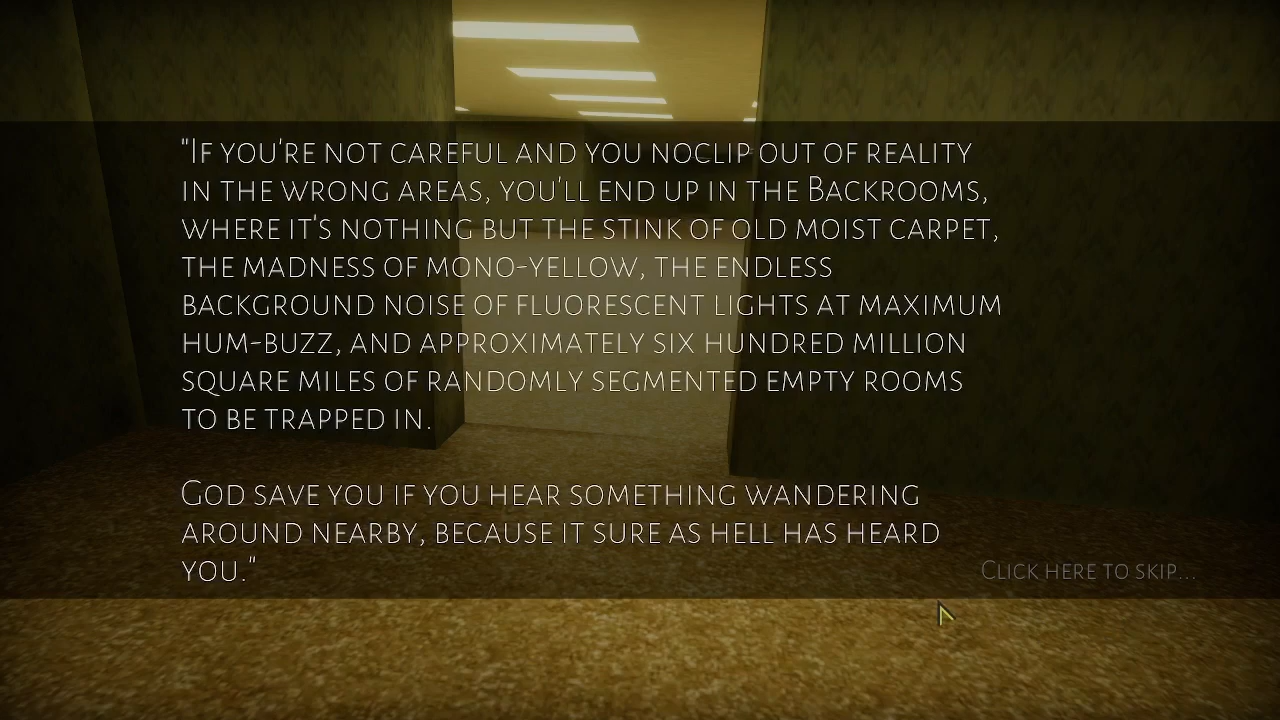 "If you're not careful and you noclip out of reality
in the wrong areas, you'll end up in the Backrooms,
where it's nothing but the stink of old moist carpet,
the madness of mono-yellow, the endless
background noise of fluorescent lights at maximum
hum-buzz, and approximately six hundred million
square miles of randomly segmented empty rooms
to be trapped in.
God save you if you hear something wandering
around nearby, because it sure as hell has heard
you."
Click here to skip...